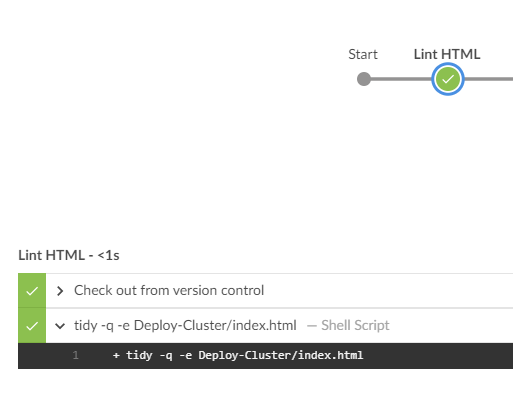 Start
Lint HTML
Lint HTML - <1s
Check out from version control
tidy -q -e Deploy-Cluster/index.html — Shell Script
1 + tidy -q -e Deploy-Cluster/index.html